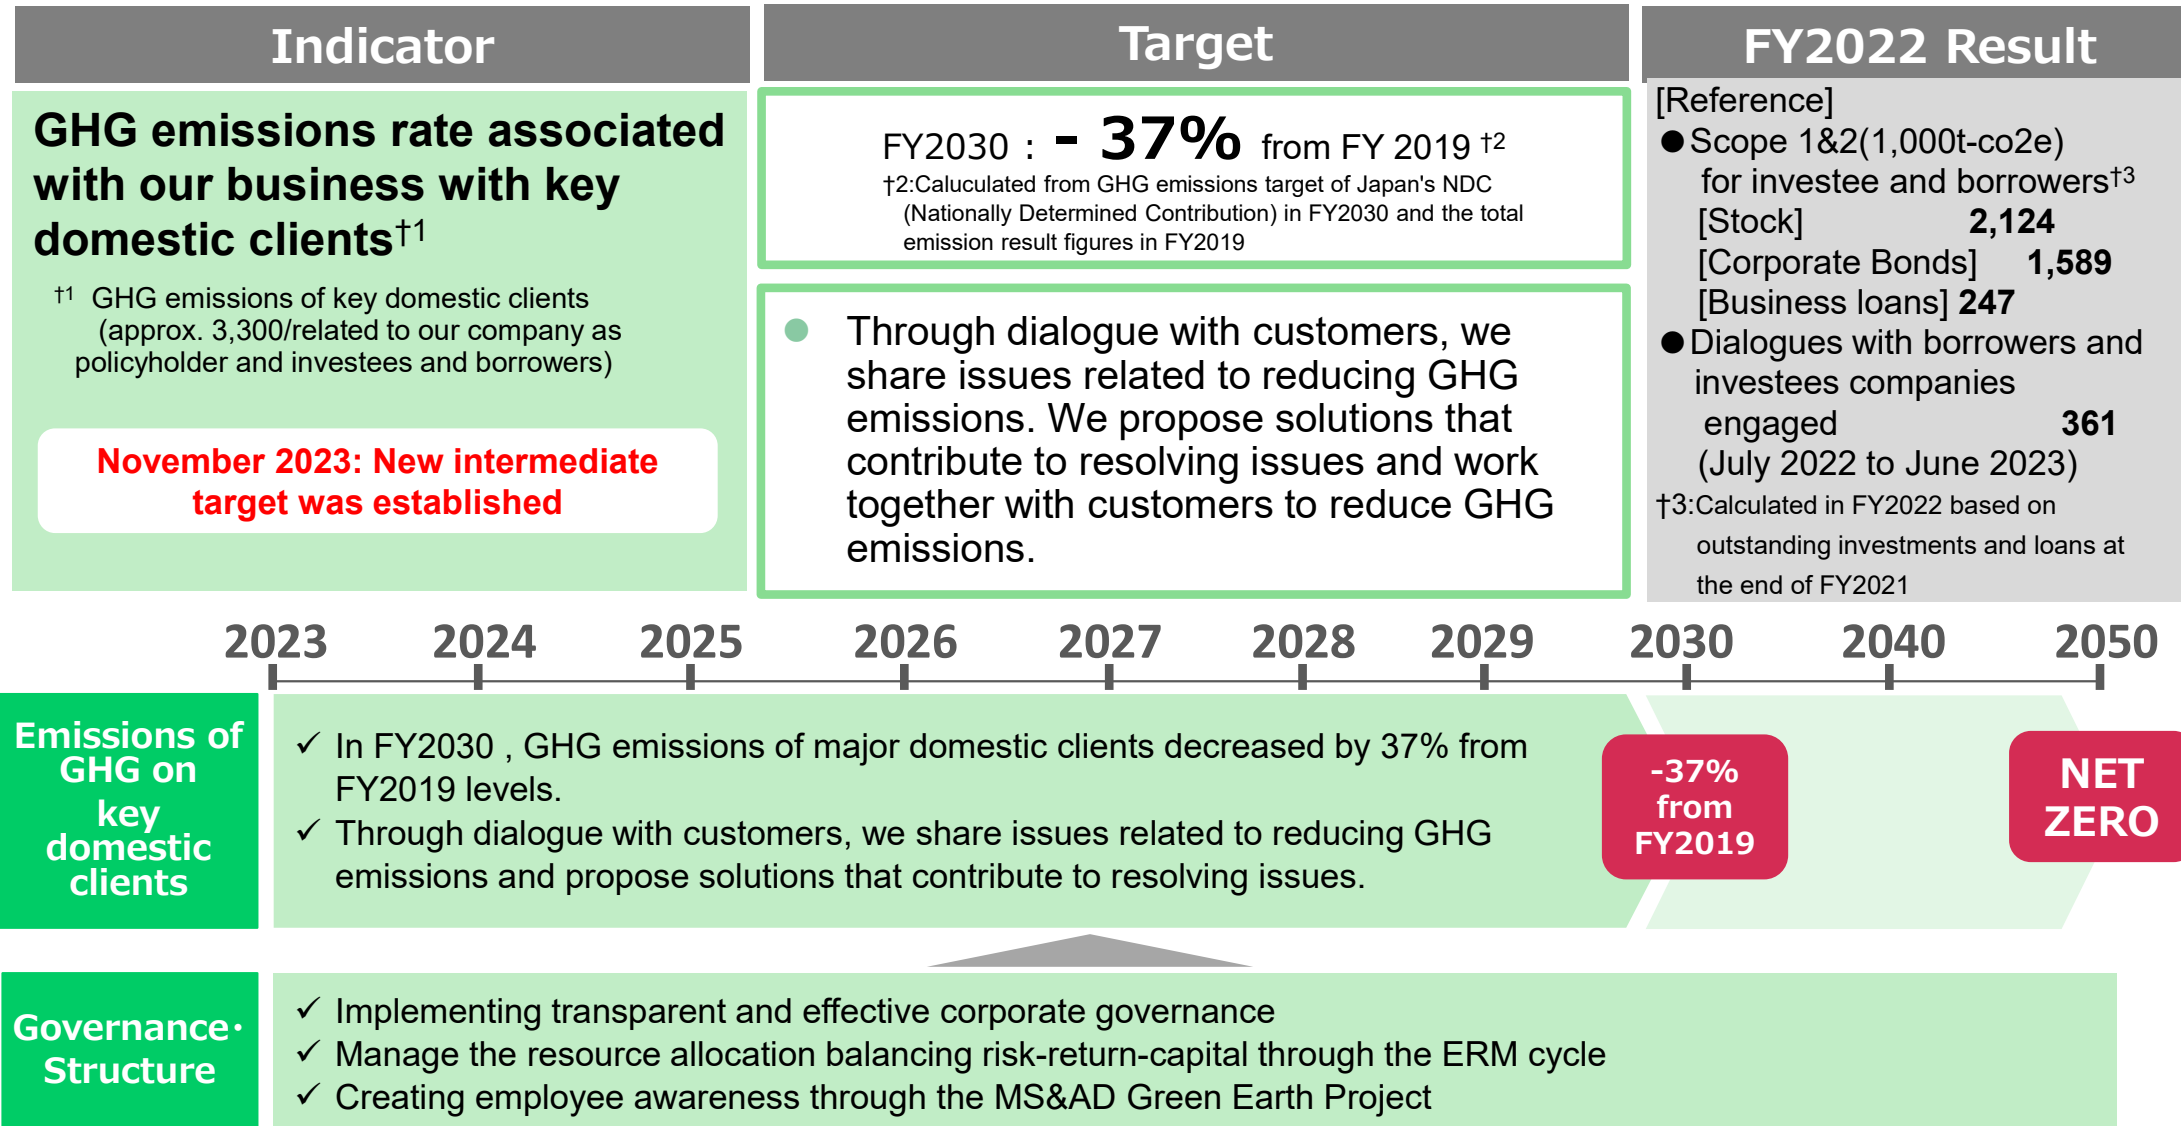 Indicator
GHG emissions rate associated
with our business with key
domestic clients†1
†1 GHG emissions of key domestic clients
(approx. 3,300/related to our company as
policyholder and investees and borrowers)
November 2023: New intermediate
target was established
Target
FY2030 : - 37% from FY 2019 †2
†2:Caluculated from GHG emissions target of Japan's NDC
(Nationally Determined Contribution) in FY2030 and the total
emission result figures in FY2019
● Through dialogue with customers, we
share issues related to reducing GHG
emissions. We propose solutions that
contribute to resolving issues and work
together with customers to reduce GHG
emissions.
FY2022 Result
[Reference]
●Scope 1&2(1,000t-co2e)
for investee and borrowers†3
[Stock] 2,124
[Corporate Bonds] 1,589
[Business loans] 247
●Dialogues with borrowers and
investees companies
engaged 361
(July 2022 to June 2023)
†3:Calculated in FY2022 based on
outstanding investments and loans at
the end of FY2021
2023 2024 2025 2026 2027 2028 2029 2030 2040 2050
Emissions of
GHG on
key
domestic
clients
✓ In FY2030 , GHG emissions of major domestic clients decreased by 37% from
FY2019 levels.
✓ Through dialogue with customers, we share issues related to reducing GHG
emissions and propose solutions that contribute to resolving issues.
-37%
from
FY2019
NET
ZERO
Governance・
Structure
✓ Implementing transparent and effective corporate governance
✓ Manage the resource allocation balancing risk-return-capital through the ERM cycle
✓ Creating employee awareness through the MS&AD Green Earth Project